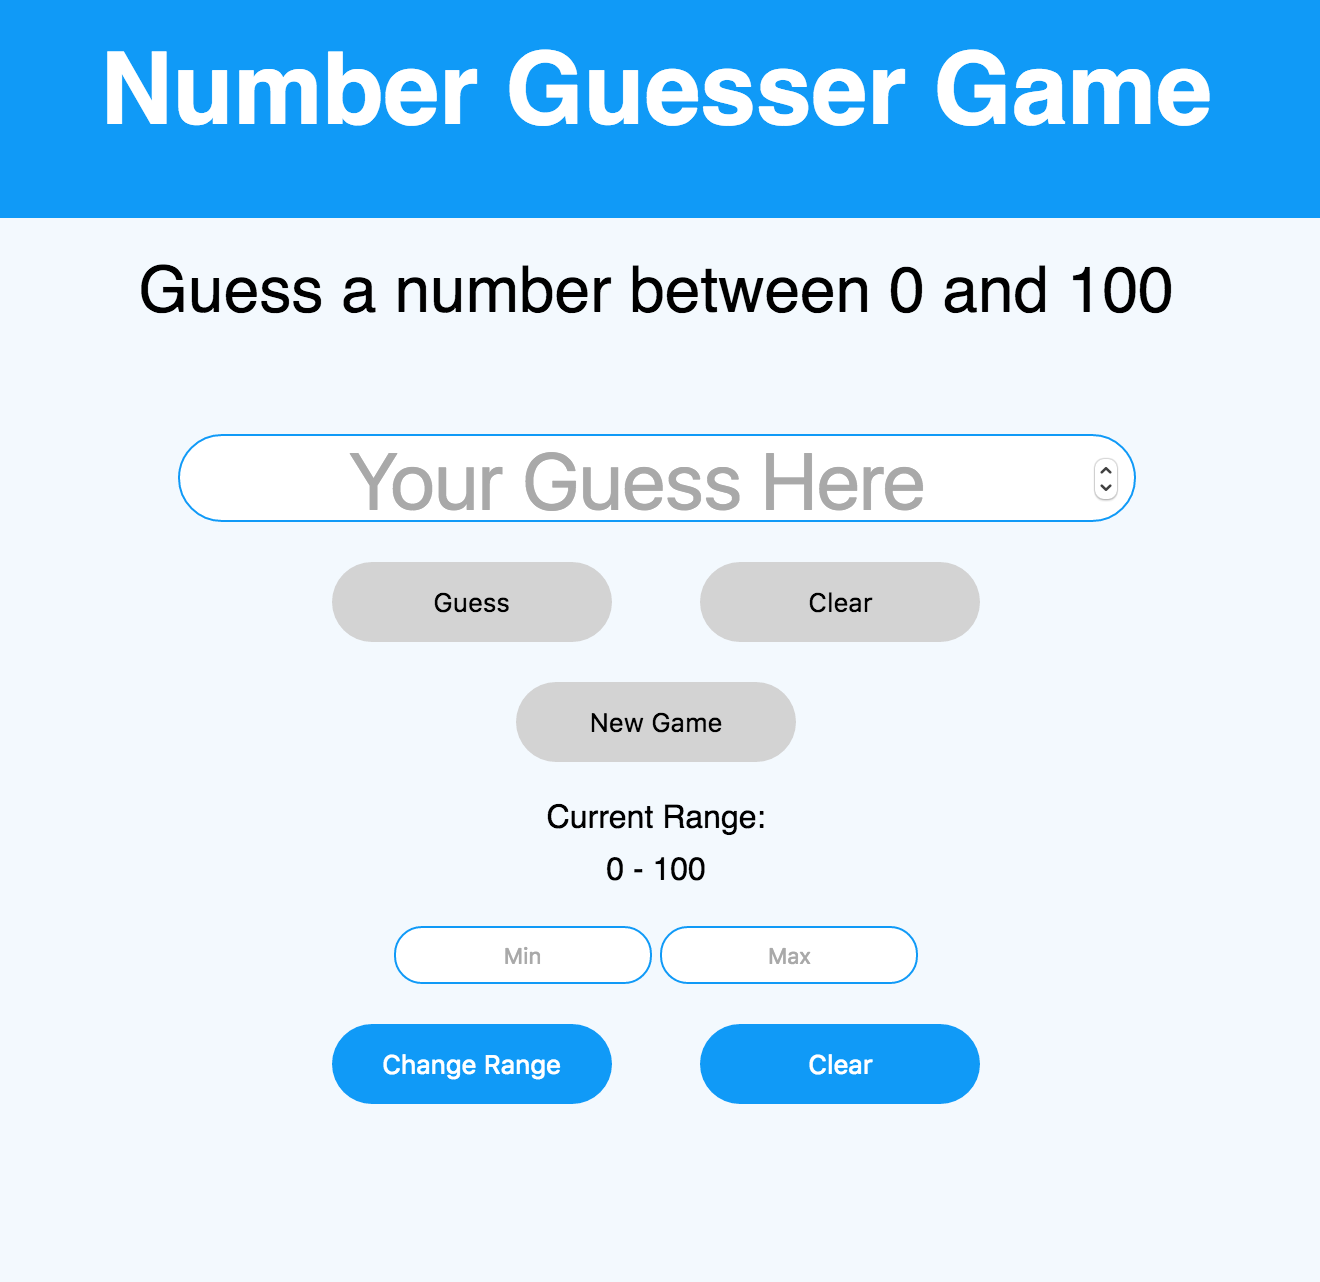 Number Guesser Game
Guess a number between 0 and 100
Your Guess Here
Guess Clear
New Game
Current Range:
0 - 100
Min Max
Change Range Clear